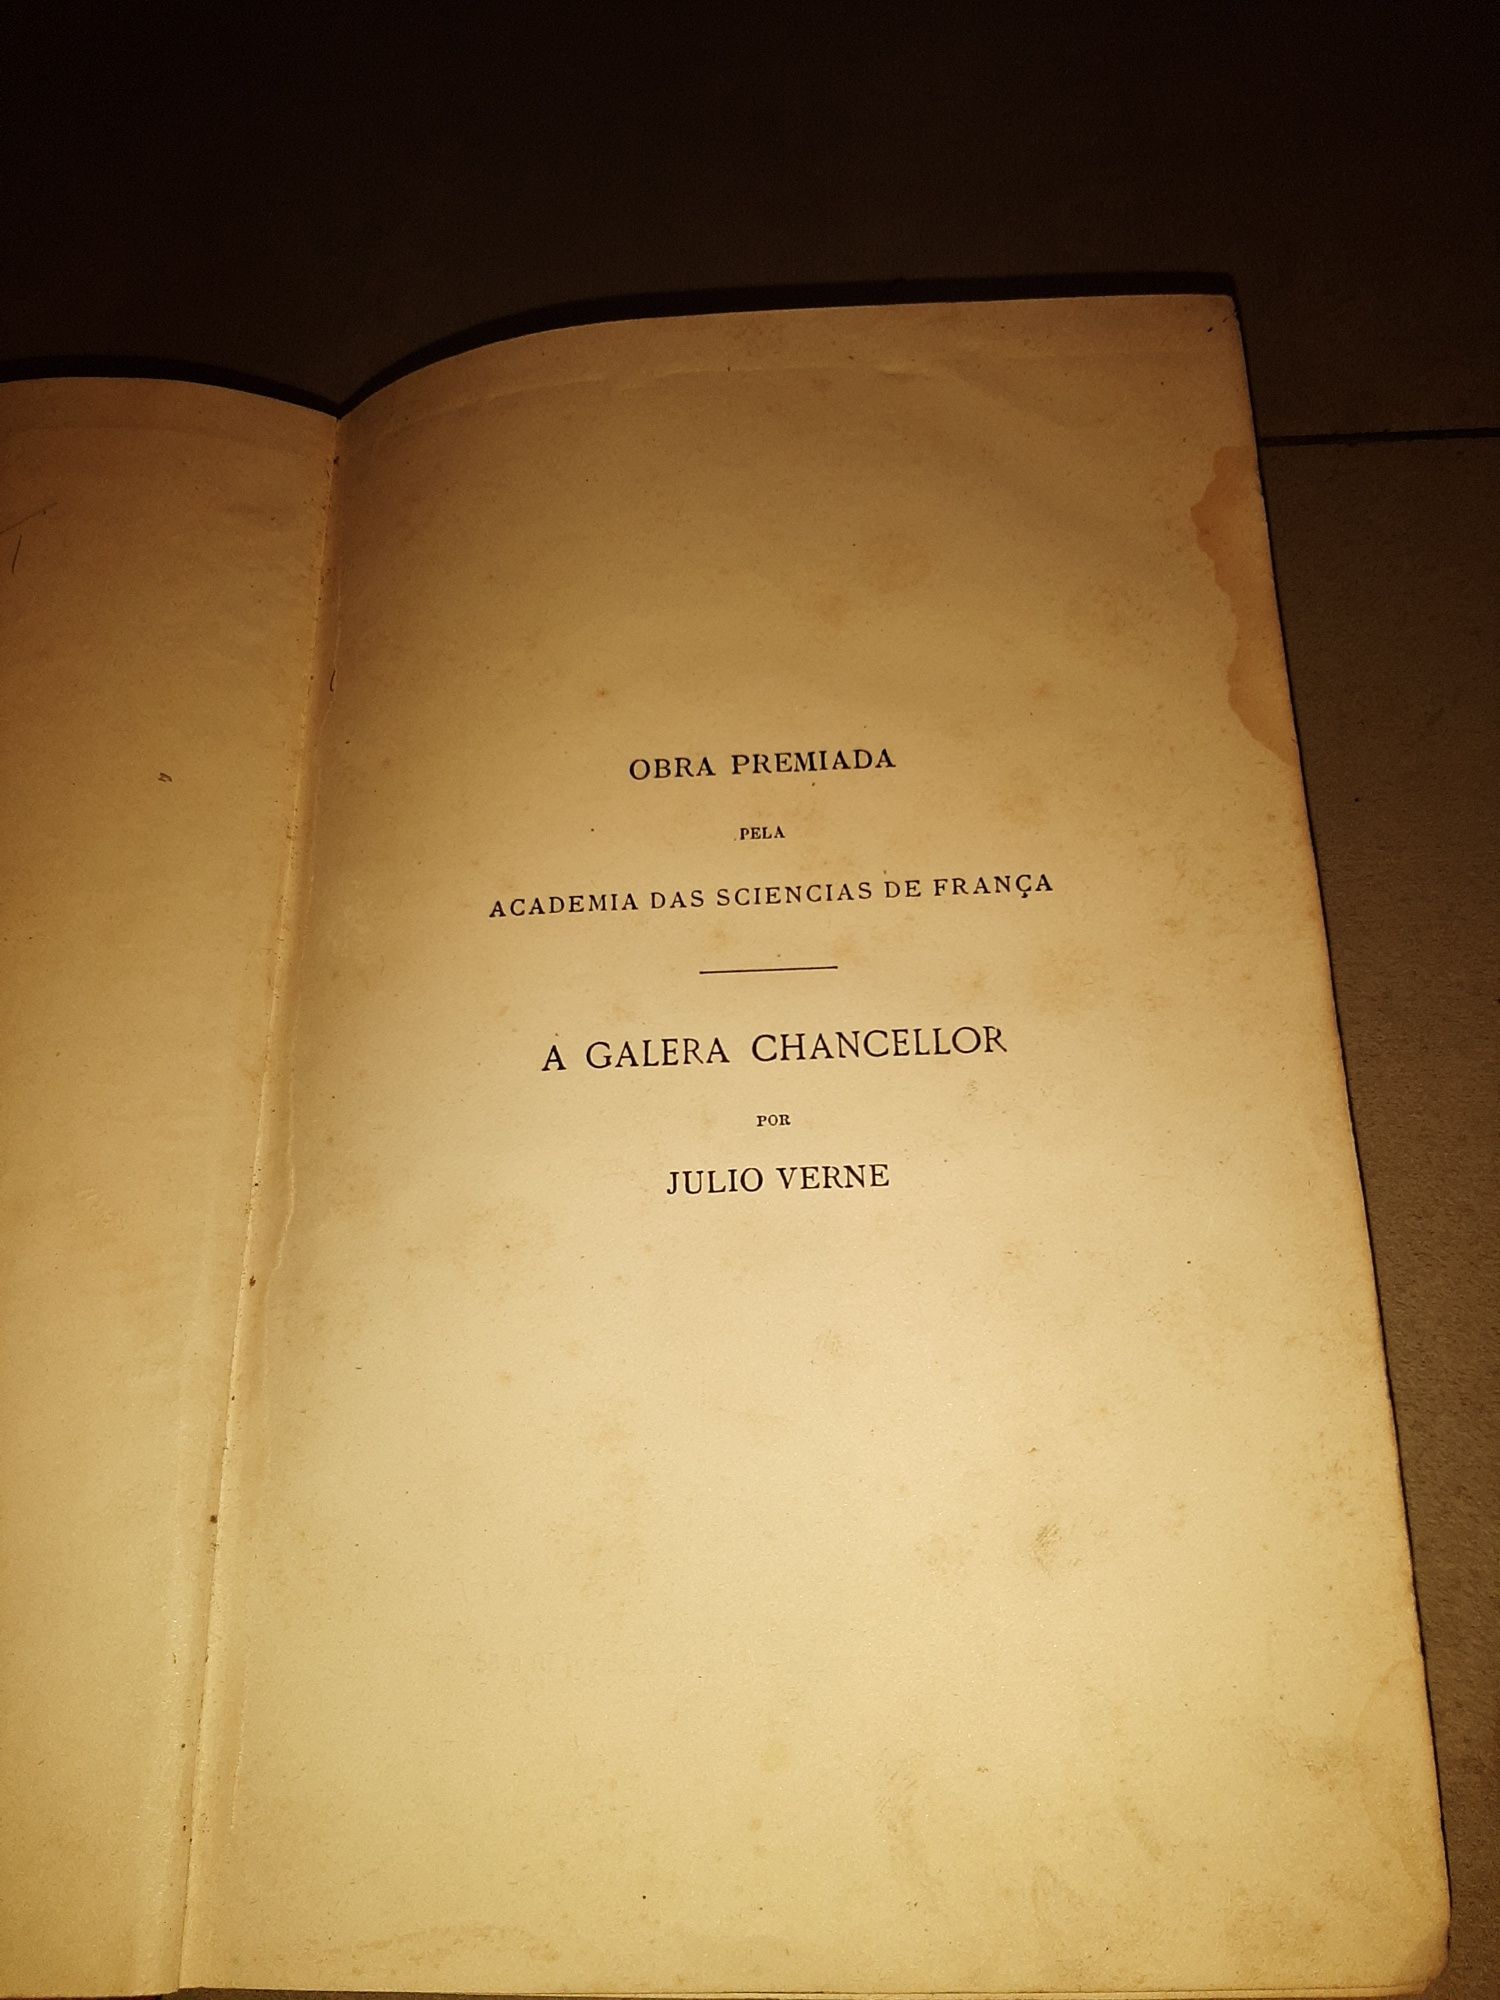 OBRA PREMIADA
PELA
ACADEMIA DAS SCIENCIAS DE FRANÇA
A GALERA CHANCELLOR
POR
JULIO VERNE